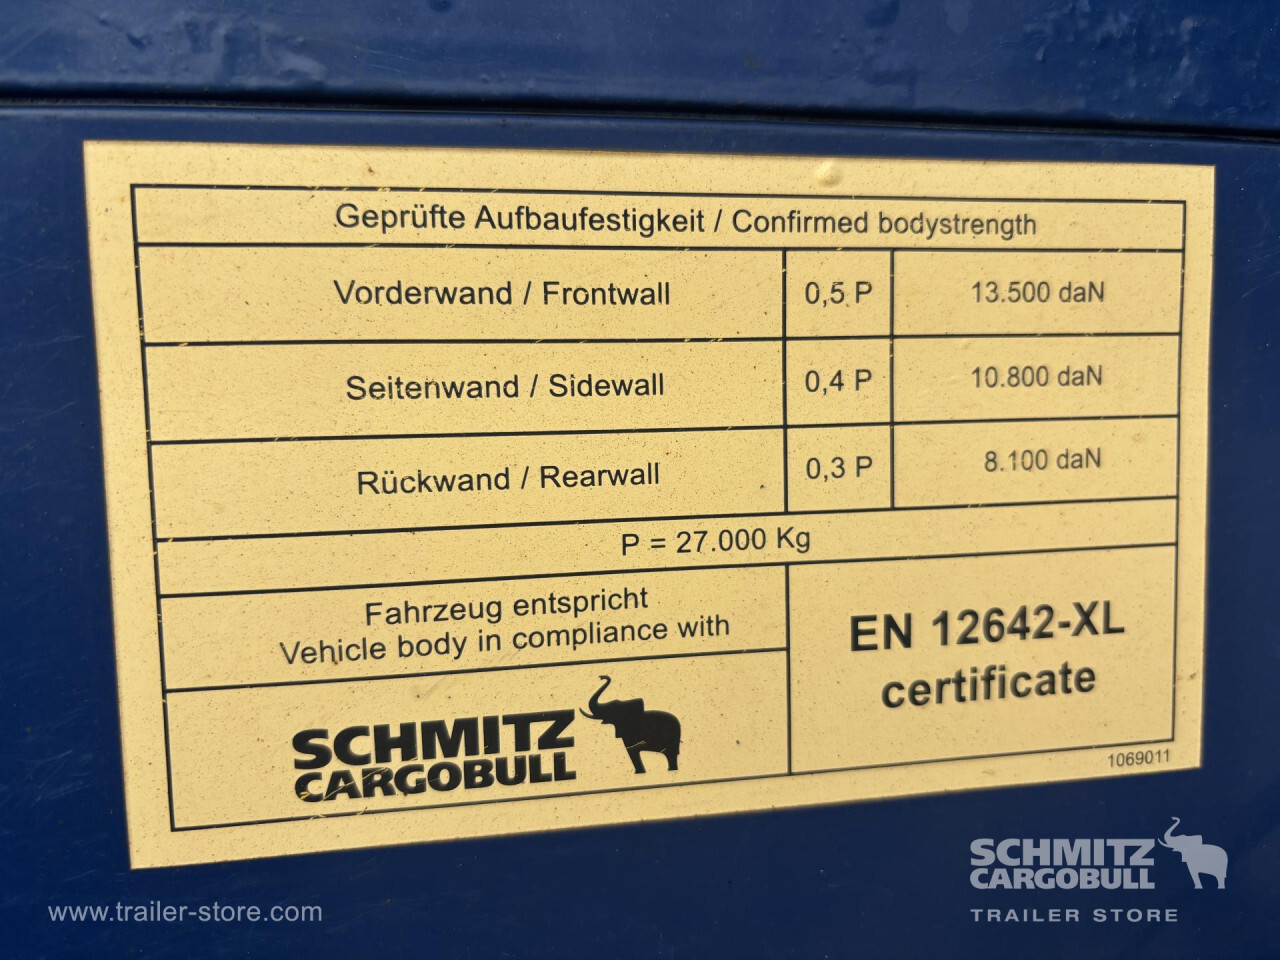 Geprüfte Aufbaufestigkeit / Confirmed bodystrength
Vorderwand / Frontwall 0,5 P 13.500 daN
Seitenwand / Sidewall 0,4 P 10.800 daN
Rückwand / Rearwall 0,3 P 8.100 daN
P = 27.000 Kg
Fahrzeug entspricht
Vehicle body in compliance with
EN 12642-XL
certificate
SCHMITZ
CARGOBULL
1069011
SCHMITZ
CARGOBULL
TRAILER STORE
www.trailer-store.com